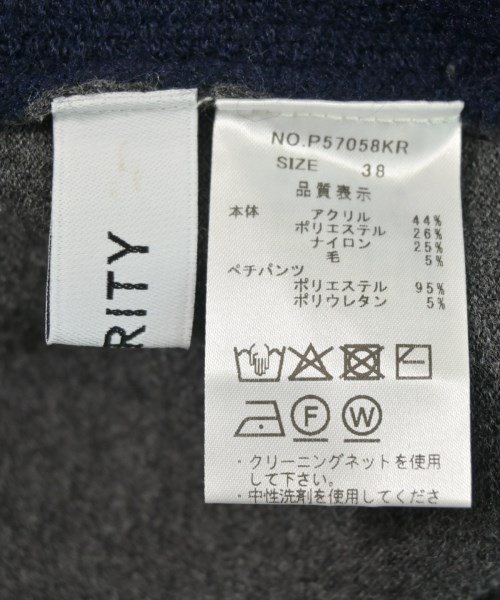 RITY
NO.P57058KR
SIZE 38
品質表示
本体 アクリル 44%
ポリエステル 26%
ナイロン 25%
毛 5%
ペチパンツ
ポリエステル 95%
ポリウレタン 5%
F W
・クリーニングネットを使用
して下さい。
・中性洗剤を使用してくださ